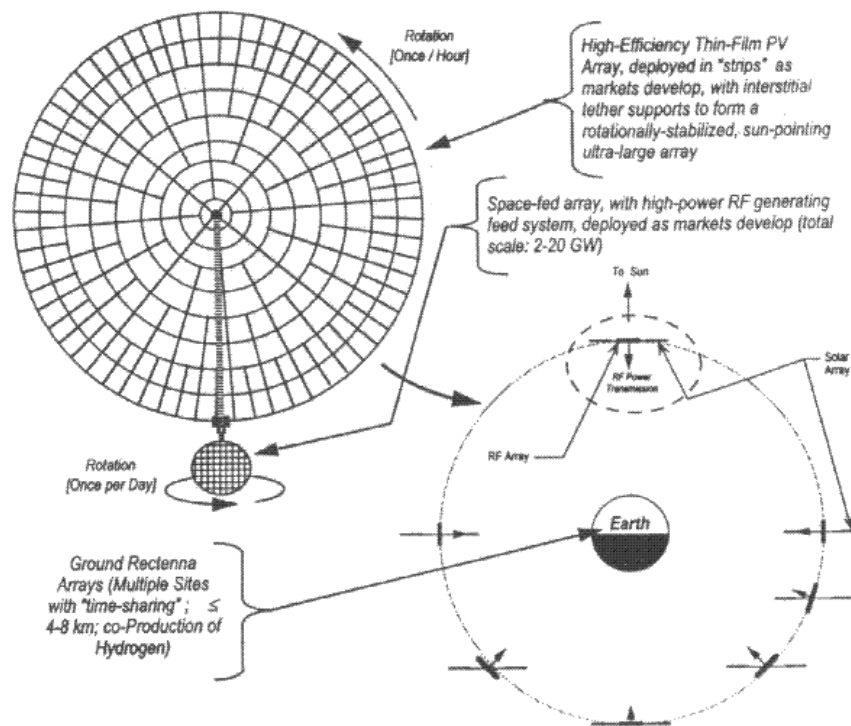 Rotation
[Once / Hour]
High-Efficiency Thin-Film PV
Array, deployed in "strips" as
markets develop, with interstitial
tether supports to form a
rotationally-stabilized, sun-pointing
ultra-large array
Space-fed array, with high-power RF generating
feed system, deployed as markets develop (total
scale: 2-20 GW)
To Sun
RF Power
Transmission
Solar
Array
RF Array
Rotation
[Once per Day]
Earth
Ground Rectenna
Arrays (Multiple Sites
with "time-sharing" ; ≤
4-8 km; co-Production of
Hydrogen)